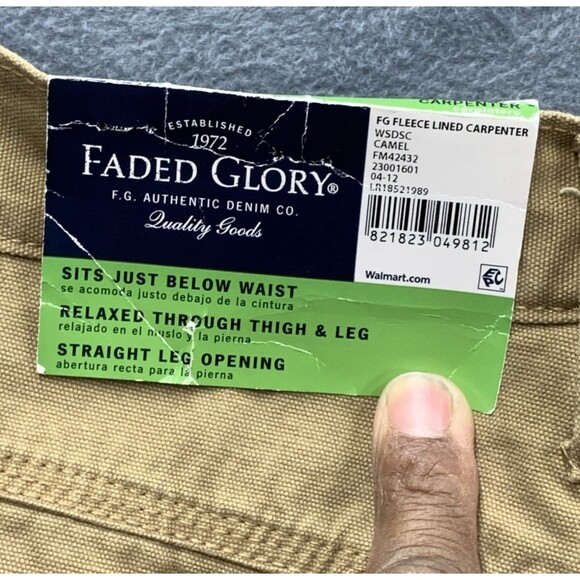 CARPENTER
ESTABLISHED
1972
FADED GLORY®
F.G. AUTHENTIC DENIM CO.
Quality Goods
FG FLEECE LINED CARPENTER
WSDSC
CAMEL
FM42432
23001601
04-12
LR18521989
821823 049812
Walmart.com
SITS JUST BELOW WAIST
se acomoda justo debajo de la cintura
RELAXED THROUGH THIGH & LEG
relajado en el muslo y la pierna
STRAIGHT LEG OPENING
abertura recta para la pierna